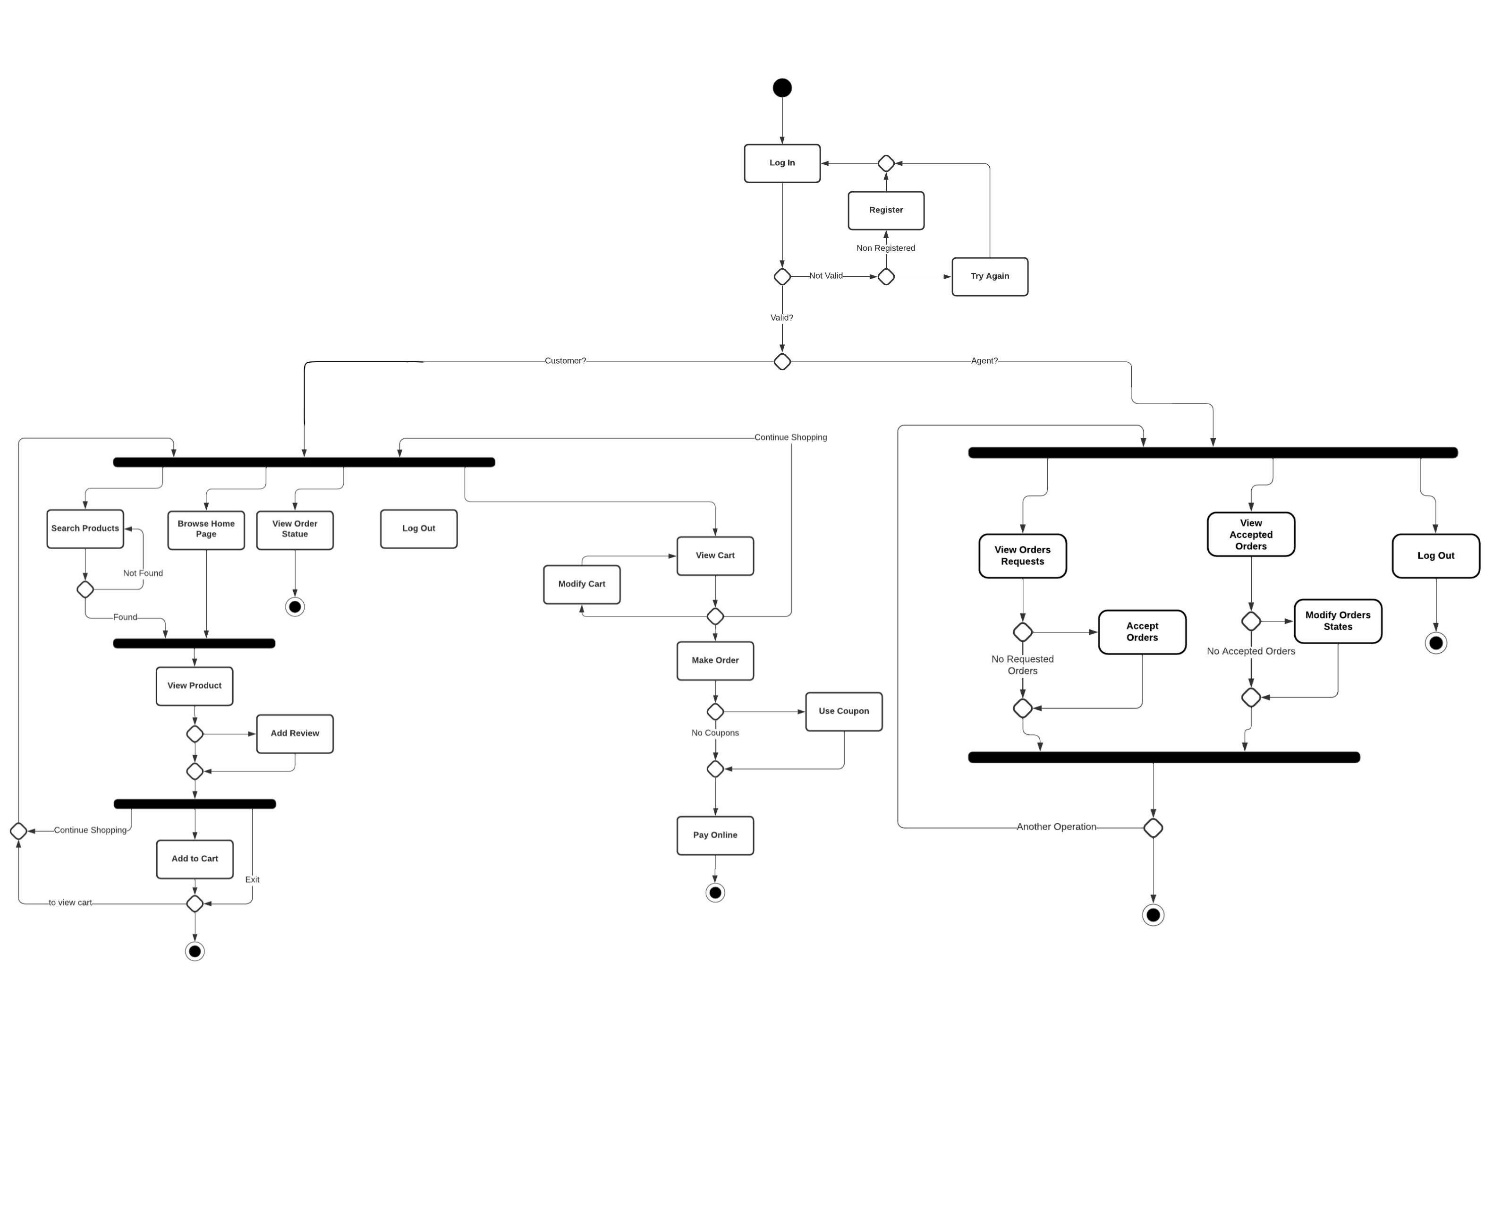 Log In
Register
Non Registered
Not Valid
Try Again
Valid?
Customer?
Agent?
Continue Shopping
Search Products
Browse Home
Page
View Order
Statue
Log Out
View Cart
Modify Cart
Not Found
Found
Make Order
View Product
Add Review
Use Coupon
No Coupons
Continue Shopping
Add to Cart
Exit
to view cart
Pay Online
View Orders
Requests
View
Accepted
Orders
Log Out
Accept
Orders
Modify Orders
States
No Requested
Orders
No Accepted Orders
Another Operation